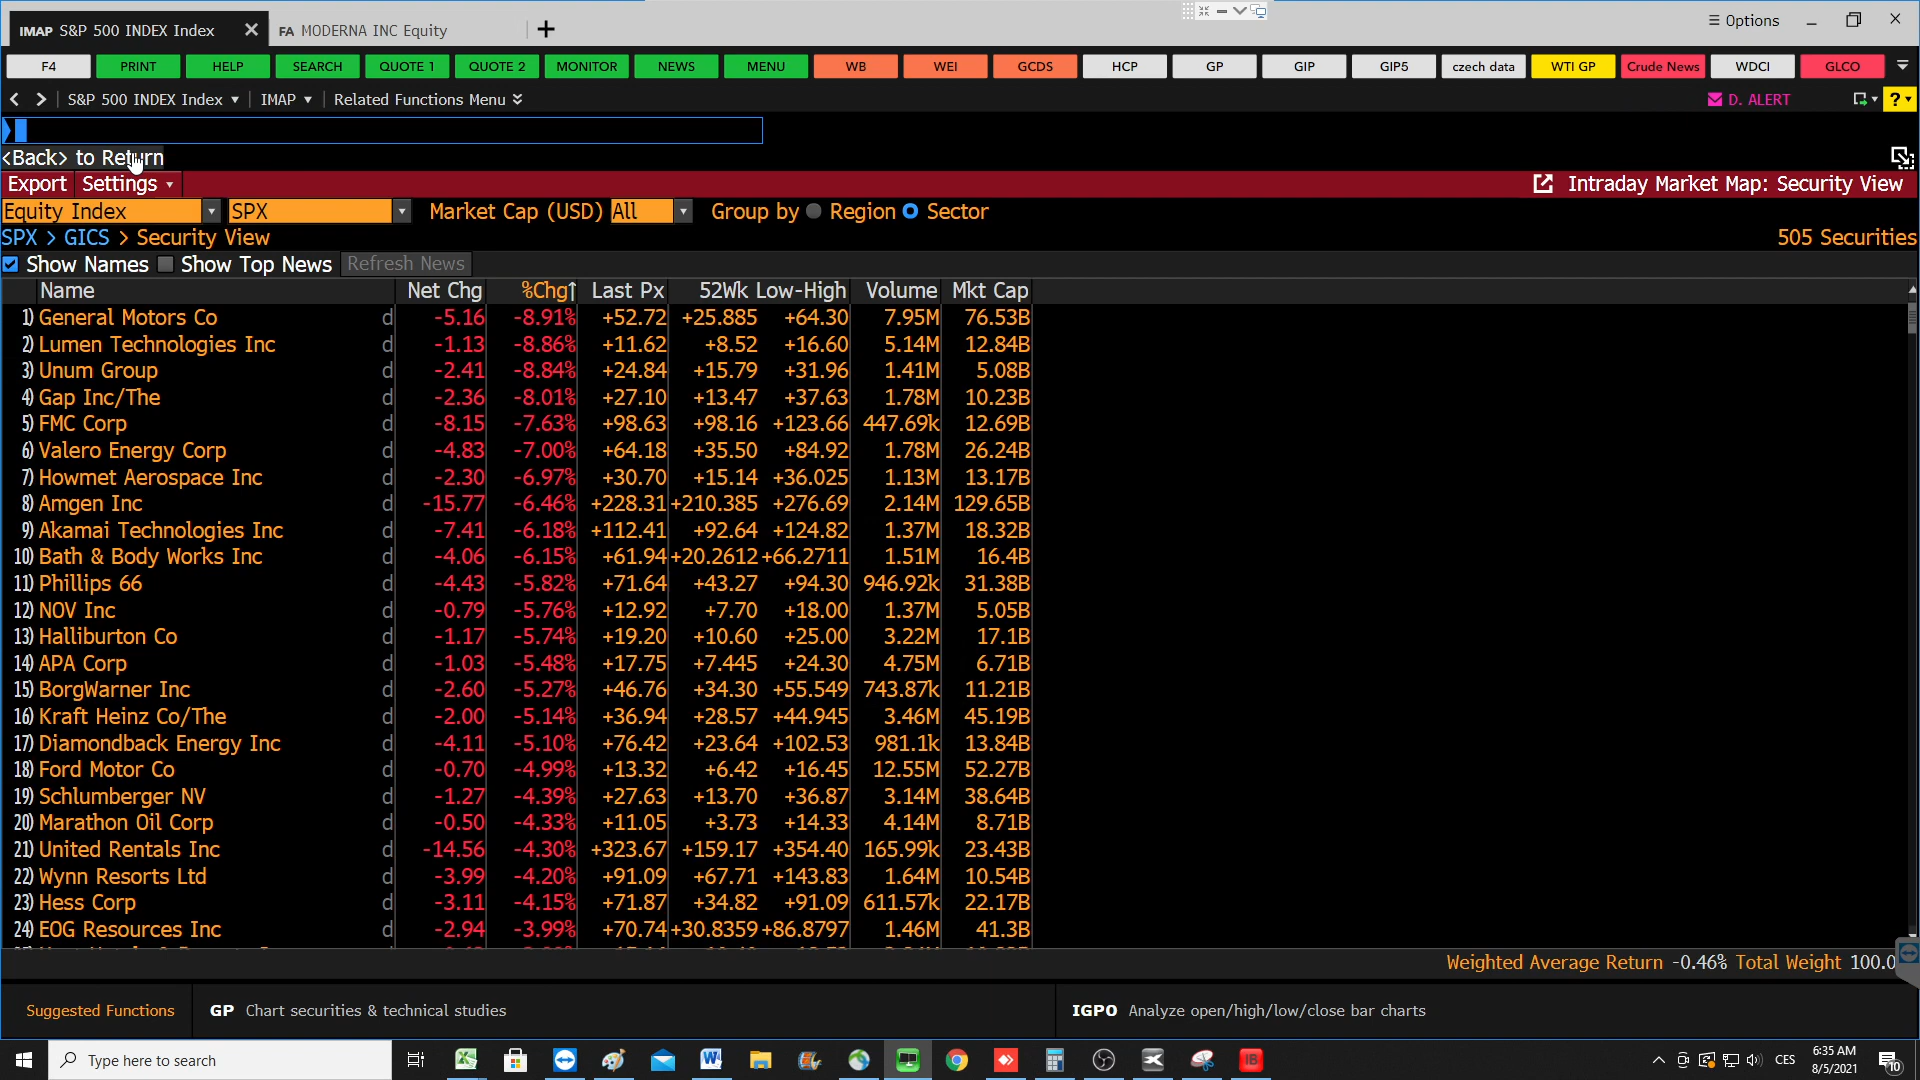 IMAP S&P 500 INDEX Index
FA MODERNA INC Equity
Options
F4 PRINT HELP SEARCH QUOTE 1 QUOTE 2 MONITOR NEWS MENU WB WEI GCDS HCP GP GIP GIP5 czech data WTI GP Crude News WDCI GLCO
S&P 500 INDEX Index IMAP Related Functions Menu D. ALERT ?
<Back> to Return
Export Settings Intraday Market Map: Security View
Equity Index SPX Market Cap (USD) All Group by Region Sector
SPX > GICS > Security View 505 Securities
Show Names Show Top News Refresh News
Name Net Chg %Chg↑ Last Px 52Wk Low-High Volume Mkt Cap
1) General Motors Co d -5.16 -8.91% +52.72 +25.885 +64.30 7.95M 76.53B
2) Lumen Technologies Inc d -1.13 -8.86% +11.62 +8.52 +16.60 5.14M 12.84B
3) Unum Group d -2.41 -8.84% +24.84 +15.79 +31.96 1.41M 5.08B
4) Gap Inc/The d -2.36 -8.01% +27.10 +13.47 +37.63 1.78M 10.23B
5) FMC Corp d -8.15 -7.63% +98.63 +98.16 +123.66 447.69k 12.69B
6) Valero Energy Corp d -4.83 -7.00% +64.18 +35.50 +84.92 1.78M 26.24B
7) Howmet Aerospace Inc d -2.30 -6.97% +30.70 +15.14 +36.025 1.13M 13.17B
8) Amgen Inc d -15.77 -6.46% +228.31 +210.385 +276.69 2.14M 129.65B
9) Akamai Technologies Inc d -7.41 -6.18% +112.41 +92.64 +124.82 1.37M 18.32B
10) Bath & Body Works Inc d -4.06 -6.15% +61.94 +20.2612 +66.2711 1.51M 16.4B
11) Phillips 66 d -4.43 -5.82% +71.64 +43.27 +94.30 946.92k 31.38B
12) NOV Inc d -0.79 -5.76% +12.92 +7.70 +18.00 1.37M 5.05B
13) Halliburton Co d -1.17 -5.74% +19.20 +10.60 +25.00 3.22M 17.1B
14) APA Corp d -1.03 -5.48% +17.75 +7.445 +24.30 4.75M 6.71B
15) BorgWarner Inc d -2.60 -5.27% +46.76 +34.30 +55.549 743.87k 11.21B
16) Kraft Heinz Co/The d -2.00 -5.14% +36.94 +28.57 +44.945 3.46M 45.19B
17) Diamondback Energy Inc d -4.11 -5.10% +76.42 +23.64 +102.53 981.1k 13.84B
18) Ford Motor Co d -0.70 -4.99% +13.32 +6.42 +16.45 12.55M 52.27B
19) Schlumberger NV d -1.27 -4.39% +27.63 +13.70 +36.87 3.14M 38.64B
20) Marathon Oil Corp d -0.50 -4.33% +11.05 +3.73 +14.33 4.14M 8.71B
21) United Rentals Inc d -14.56 -4.30% +323.67 +159.17 +354.40 165.99k 23.43B
22) Wynn Resorts Ltd d -3.99 -4.20% +91.09 +67.71 +143.83 1.64M 10.54B
23) Hess Corp d -3.11 -4.15% +71.87 +34.82 +91.09 611.57k 22.17B
24) EOG Resources Inc d -2.94 -3.99% +70.74 +30.8359 +86.8797 1.46M 41.3B
Weighted Average Return -0.46% Total Weight 100.0
Suggested Functions GP Chart securities & technical studies IGPO Analyze open/high/low/close bar charts
Type here to search CES 6:35 AM
8/5/2021
10
IB